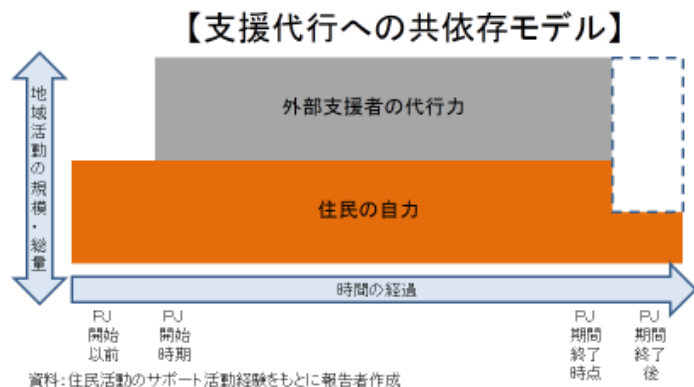 【支援代行への共依存モデル】
地域活動の規模・総量
外部支援者の代行力
住民の自力
時間の経過
PJ
開始
以前
PJ
開始
時期
PJ
期間
終了
時点
PJ
期間
終了
後
資料:住民活動のサポート活動経験をもとに報告者作成